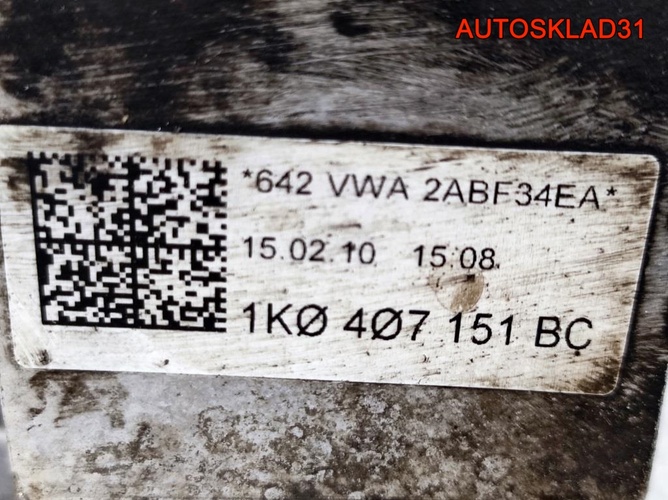 AUTOSKLAD31
*642 VWA 2ABF34EA*
15.02.10 15:08
1KØ 4Ø7 151 BC